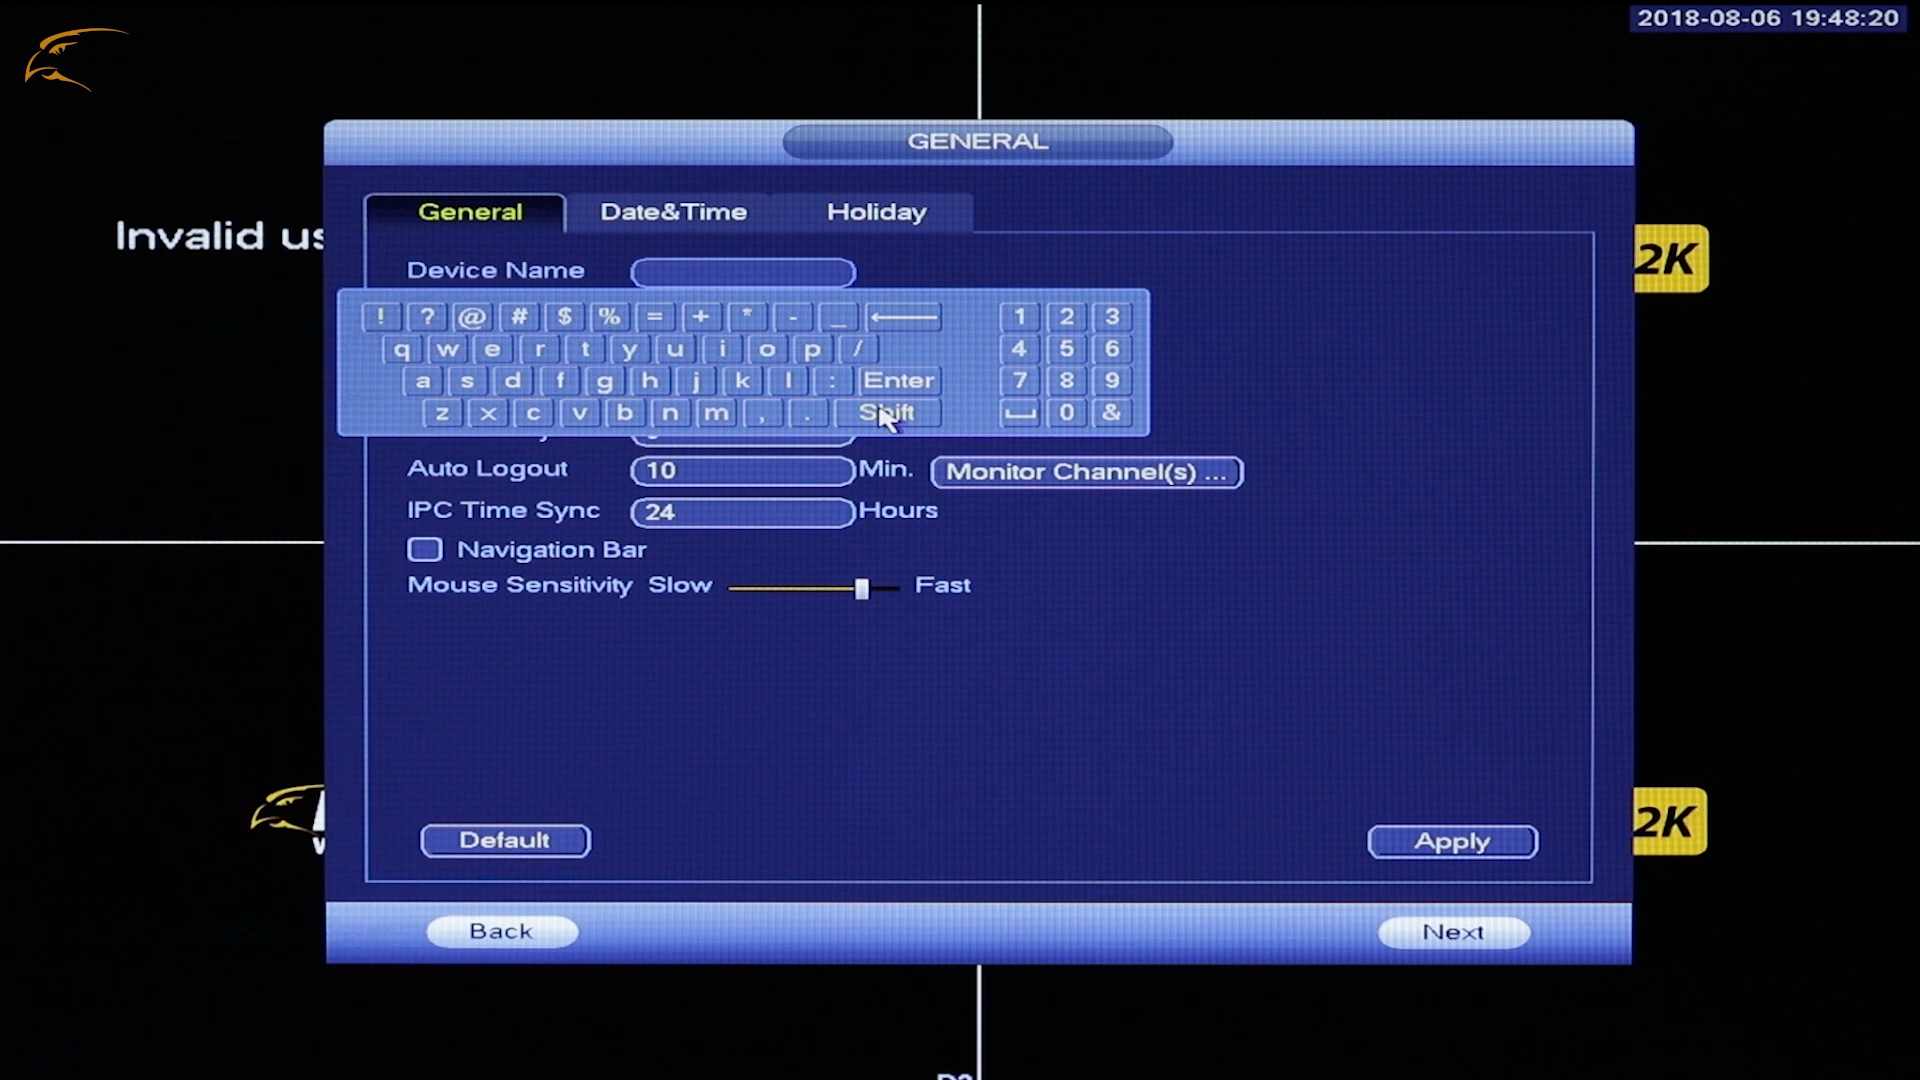 2018-08-06 19:48:20
GENERAL
General Date&Time Holiday
Invalid us
Device Name
2K
! ? @ # $ % = + * - _ 1 2 3
q w e r t y u i o p / 4 5 6
a s d f g h j k l : Enter 7 8 9
z x c v b n m , . Shift 0 &
Auto Logout 10 Min. Monitor Channel(s) ...
IPC Time Sync 24 Hours
Navigation Bar
Mouse Sensitivity Slow Fast
2K
Default Apply
Back Next